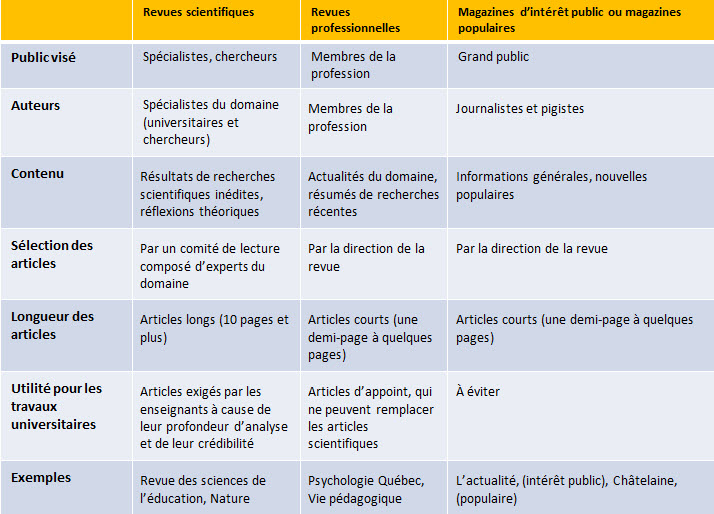 Revues scientifiques
Revues
professionnelles
Magazines d'intérêt public ou magazines
populaires
Public visé
Spécialistes, chercheurs
Membres de la
profession
Grand public
Auteurs
Spécialistes du domaine
(universitaires et
chercheurs)
Membres de la
profession
Journalistes et pigistes
Contenu
Résultats de recherches
scientifiques inédites,
réflexions théoriques
Actualités du domaine,
résumés de recherches
récentes
Informations générales, nouvelles
populaires
Sélection des
articles
Par un comité de lecture
composé d'experts du
domaine
Par la direction de la
revue
Par la direction de la revue
Longueur des
articles
Articles longs (10 pages et
plus)
Articles courts (une
demi-page à quelques
pages)
Articles courts (une demi-page à quelques
pages)
Utilité pour les
travaux
universitaires
Articles exigés par les
enseignants à cause de
leur profondeur d'analyse
et de leur crédibilité
Articles d'appoint, qui
ne peuvent remplacer
les articles
scientifiques
À éviter
Exemples
Revue des sciences de
l'éducation, Nature
Psychologie Québec,
Vie pédagogique
L'actualité, (intérêt public), Châtelaine,
(populaire)